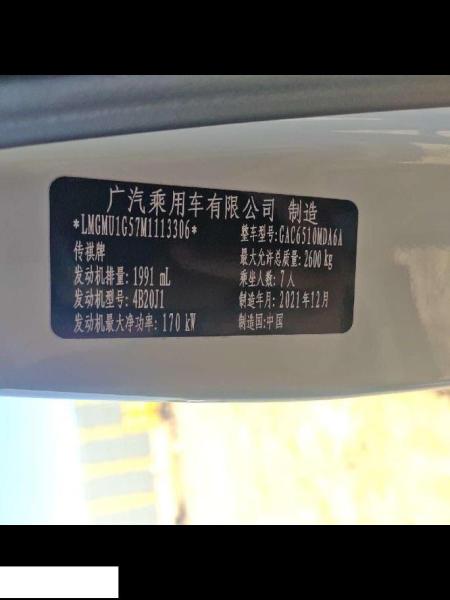 广汽乘用车有限公司 制造
*LMGMU1G57M1113306* 整车型号:GAC6510MDA6A
传祺牌 最大允许总质量: 2600 kg
发动机排量: 1991 mL 乘坐人数: 7人
发动机型号: 4B20J1 制造年月: 2021年12月
发动机最大净功率: 170 kW 制造国:中国